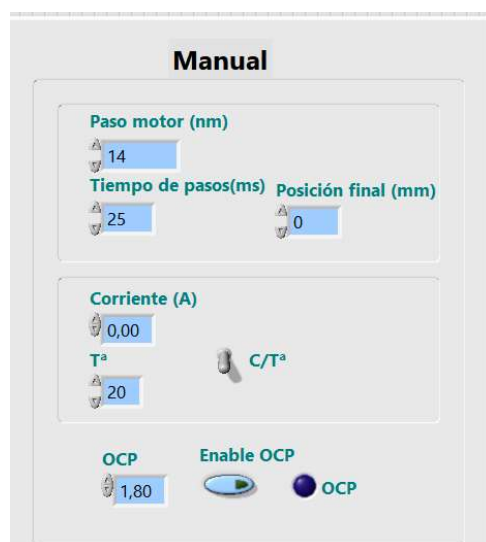 Manual
Paso motor (nm)
14
Tiempo de pasos(ms) Posición final (mm)
25 0
Corriente (A)
0,00
Tª C/Tª
20
OCP Enable OCP
1,80 OCP